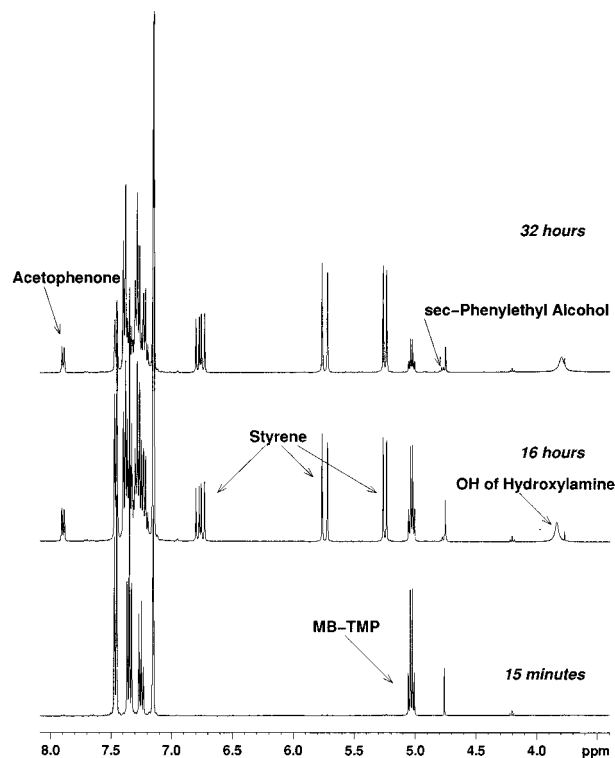 32 hours
Acetophenone
sec-Phenylethyl Alcohol
Styrene
16 hours
OH of Hydroxylamine
MB-TMP
15 minutes
8.0 7.5 7.0 6.5 6.0 5.5 5.0 4.5 4.0 ppm